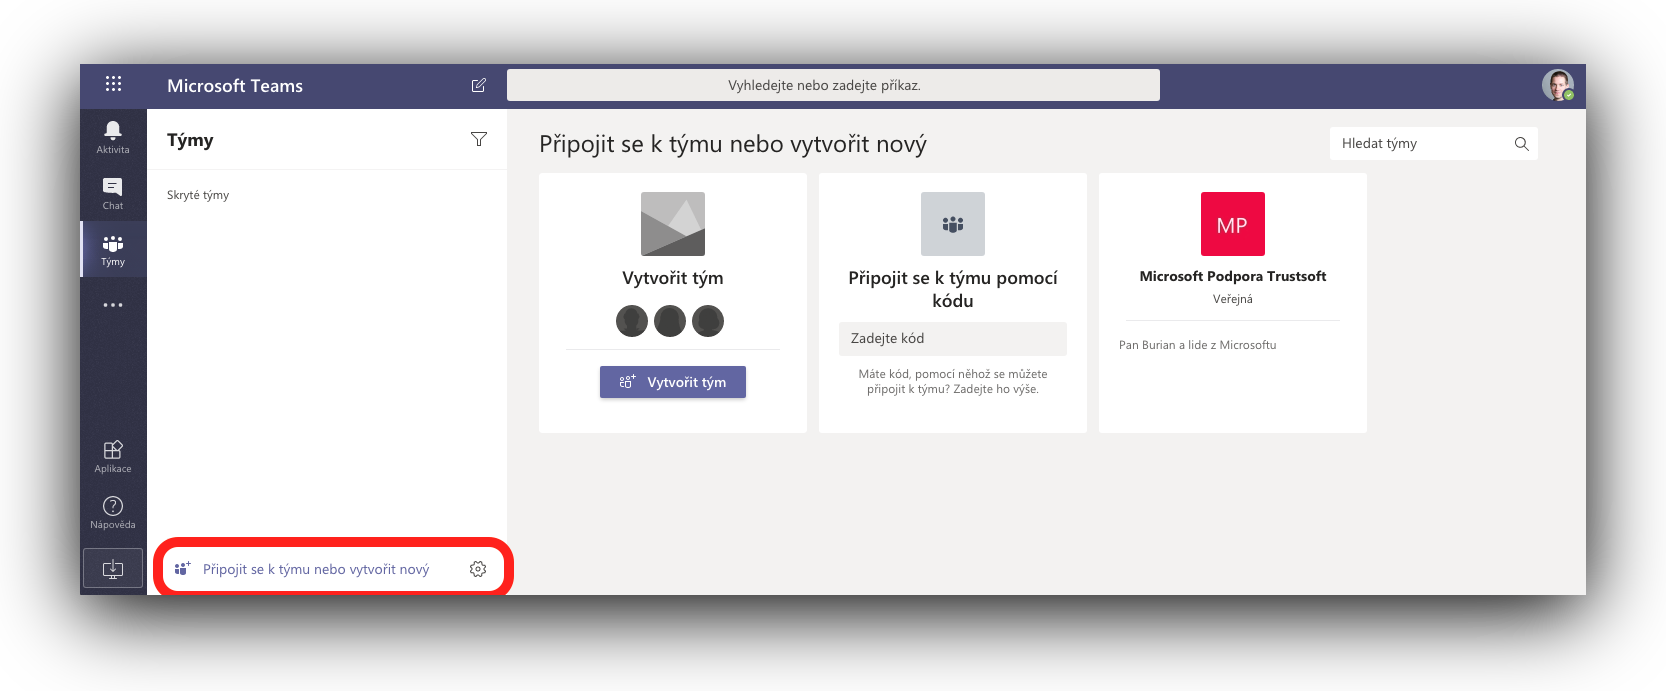 Microsoft Teams
Vyhledejte nebo zadejte příkaz.
Aktivita
Chat
Týmy
Aplikace
Nápověda
Týmy
Skryté týmy
Připojit se k týmu nebo vytvořit nový
Připojit se k týmu nebo vytvořit nový
Hledat týmy
Vytvořit tým
Vytvořit tým
Připojit se k týmu pomocí
kódu
Zadejte kód
Máte kód, pomocí něhož se můžete
připojit k týmu? Zadejte ho výše.
MP
Microsoft Podpora Trustsoft
Veřejná
Pan Burian a lide z Microsoftu